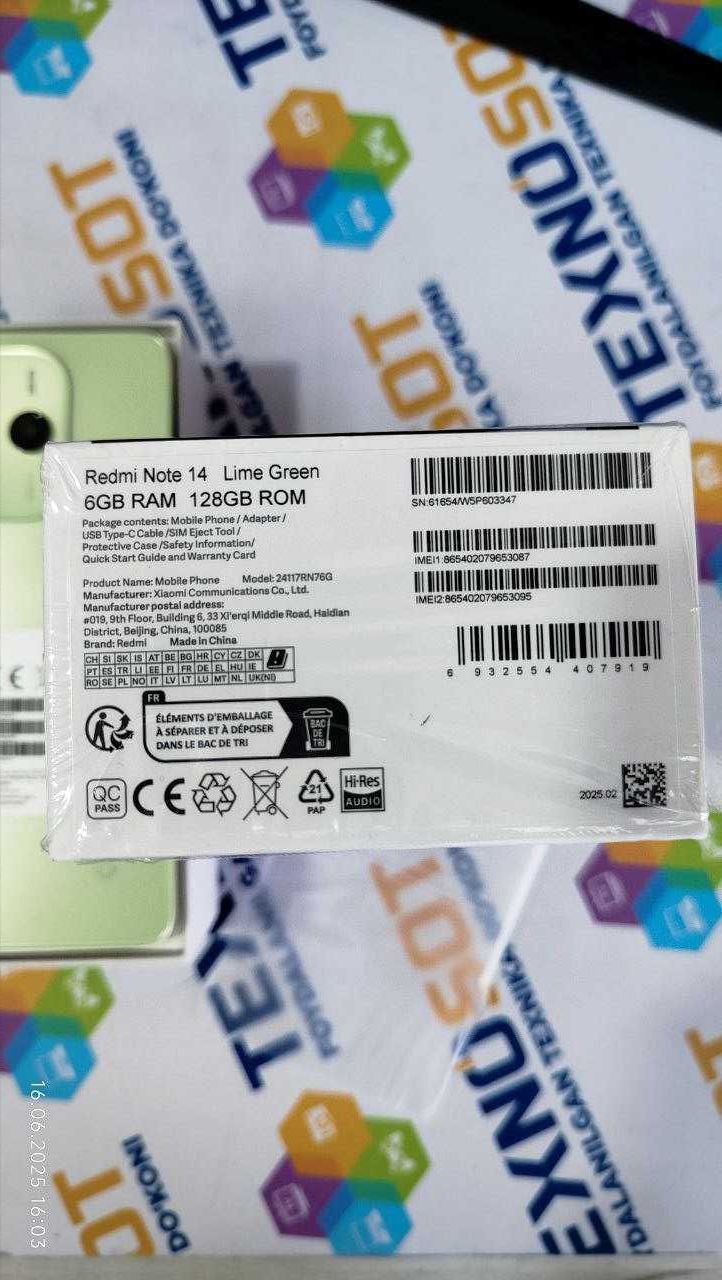 Redmi Note 14 Lime Green
6GB RAM 128GB ROM
Package contents: Mobile Phone / Adapter /
USB Type-C Cable /SIM Eject Tool /
Protective Case /Safety Information/
Quick Start Guide and Warranty Card
Product Name: Mobile Phone Model: 24117RN76G
Manufacturer: Xiaomi Communications Co., Ltd.
Manufacturer postal address:
#019, 9th Floor, Building 6, 33 Xi'erqi Middle Road, Haidian
District, Beijing, China, 100085
Brand: Redmi Made in China
CH SI SK IS AT BE BG HR CY CZ DK
PT ES TR LI EE FI FR DE EL HU IE
RO SE PL NO IT LV LT LU MT NL UK(NI)
FR
ÉLÉMENTS D'EMBALLAGE
À SÉPARER ET À DÉPOSER
DANS LE BAC DE TRI
BAC
DE
TRI
QC
PASS
CE
21
PAP
Hi-Res
AUDIO
SN:61654/W5P603347
IMEI1:865402079653087
IMEI2:865402079653095
6 932554 407919
2025.02
TEXNOSOT
FOYDALANILGAN TEXNIKA DO'KONI
16.06.2025 16:03